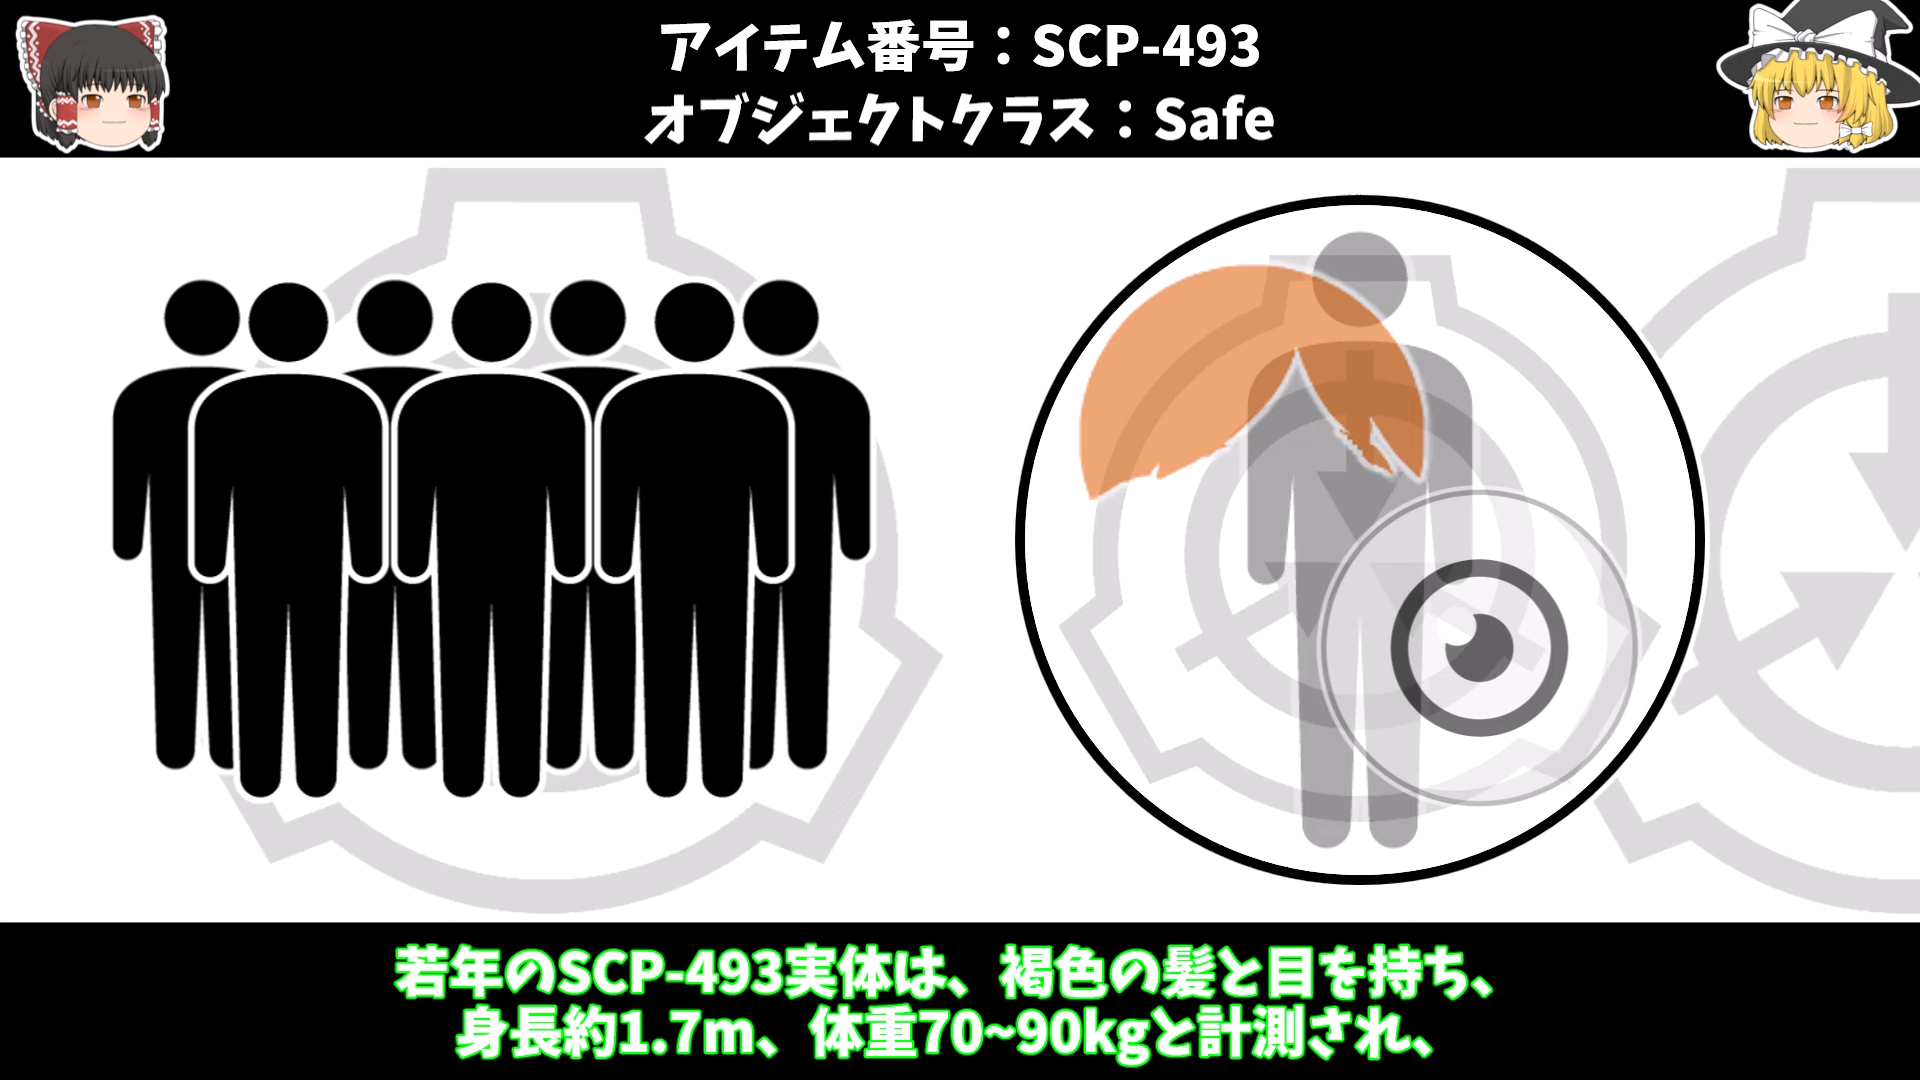 アイテム番号：SCP-493
オブジェクトクラス：Safe
若年のSCP-493実体は、褐色の髪と目を持ち、
身長約1.7m、体重70~90kgと計測され、